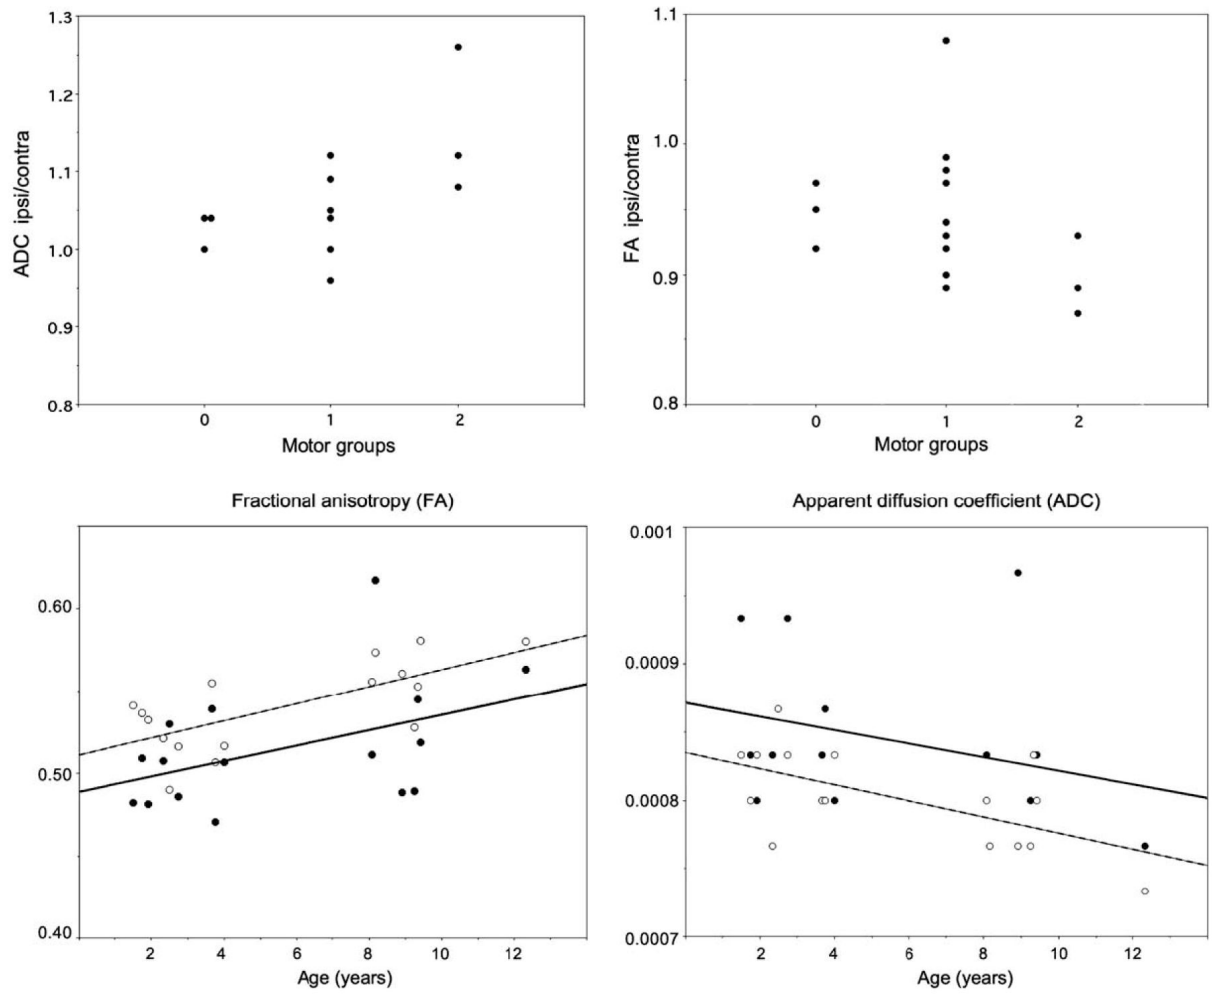 1.3
1.2
1.1
1.0
0.9
0.8
ADC ipsi/contra
0 1 2
Motor groups
1.1
1.0
0.9
0.8
FA ipsi/contra
0 1 2
Motor groups
Fractional anisotropy (FA)
0.60
0.50
0.40
2 4 6 8 10 12
Age (years)
Apparent diffusion coefficient (ADC)
0.001
0.0009
0.0008
0.0007
2 4 6 8 10 12
Age (years)